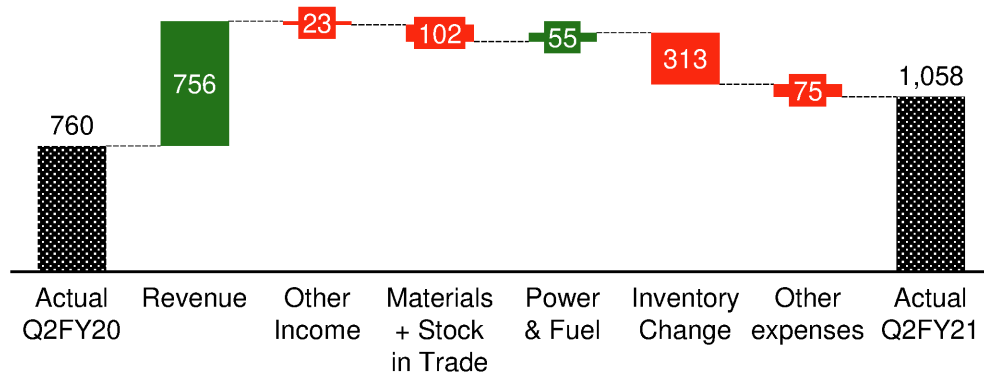 23
102
55
756
313
75
1,058
760
Actual
Q2FY20
Revenue
Other
Income
Materials
+ Stock
in Trade
Power
& Fuel
Inventory
Change
Other
expenses
Actual
Q2FY21